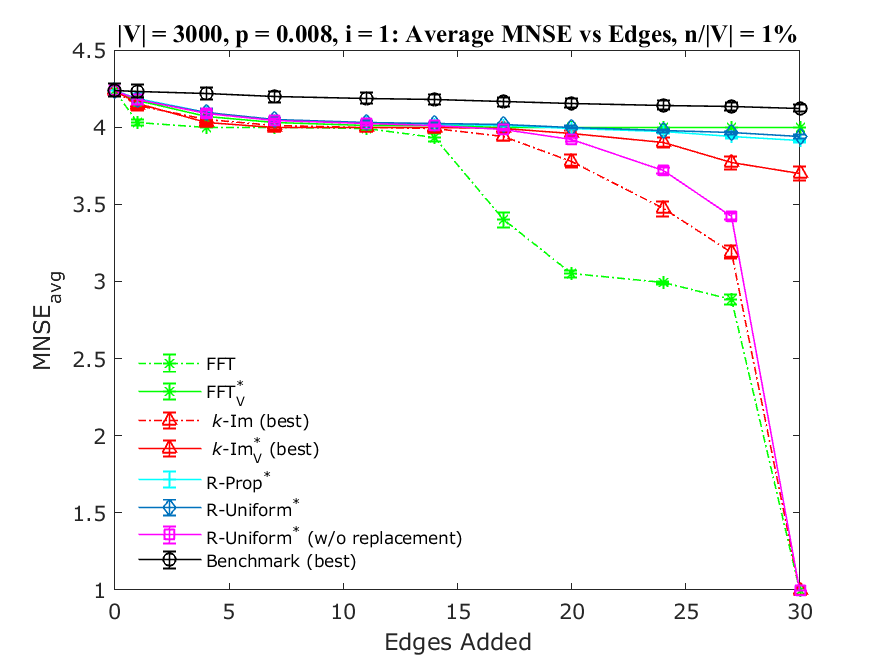 |V| = 3000, p = 0.008, i = 1: Average MNSE vs Edges, n/|V| = 1%
4.5
4
3.5
3
2.5
2
1.5
1
MNSE_avg
FFT
FFT*_V
k-Im (best)
k-Im*_V (best)
R-Prop*
R-Uniform*
R-Uniform* (w/o replacement)
Benchmark (best)
0 5 10 15 20 25 30
Edges Added